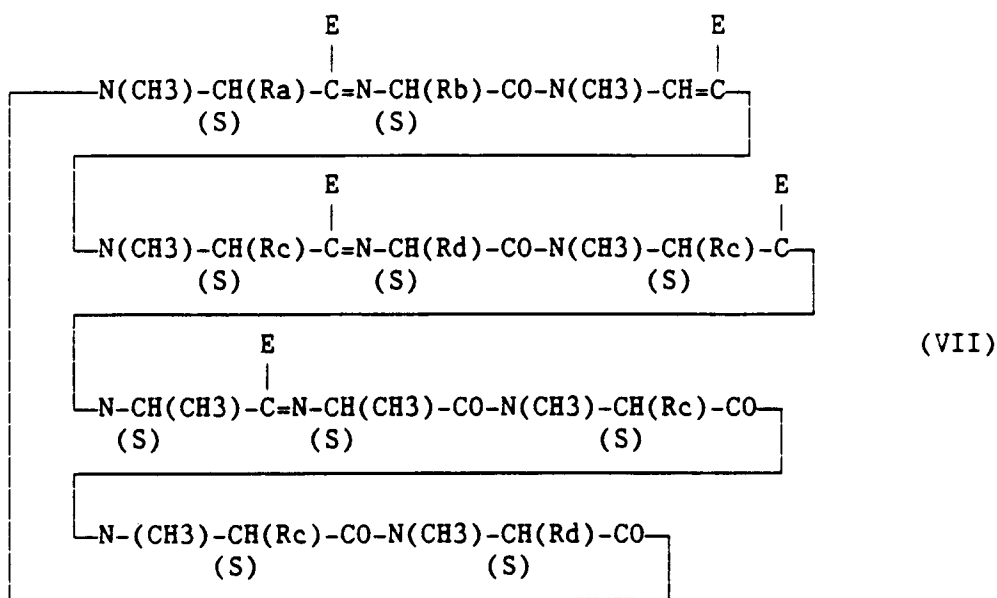 E E
N(CH3)-CH(Ra)-C=N-CH(Rb)-CO-N(CH3)-CH=C
(S) (S)
E E
N(CH3)-CH(Rc)-C=N-CH(Rd)-CO-N(CH3)-CH(Rc)-C
(S) (S) (S)
E (VII)
N-CH(CH3)-C=N-CH(CH3)-CO-N(CH3)-CH(Rc)-CO
(S) (S) (S)
N-(CH3)-CH(Rc)-CO-N(CH3)-CH(Rd)-CO
(S) (S)